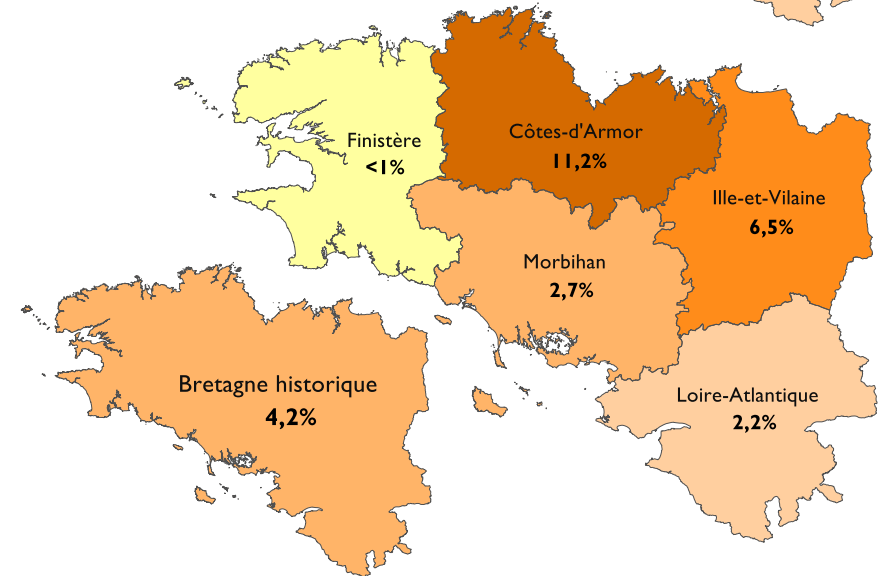 Finistère
<1%
Côtes-d'Armor
11,2%
Ille-et-Vilaine
6,5%
Morbihan
2,7%
Loire-Atlantique
2,2%
Bretagne historique
4,2%